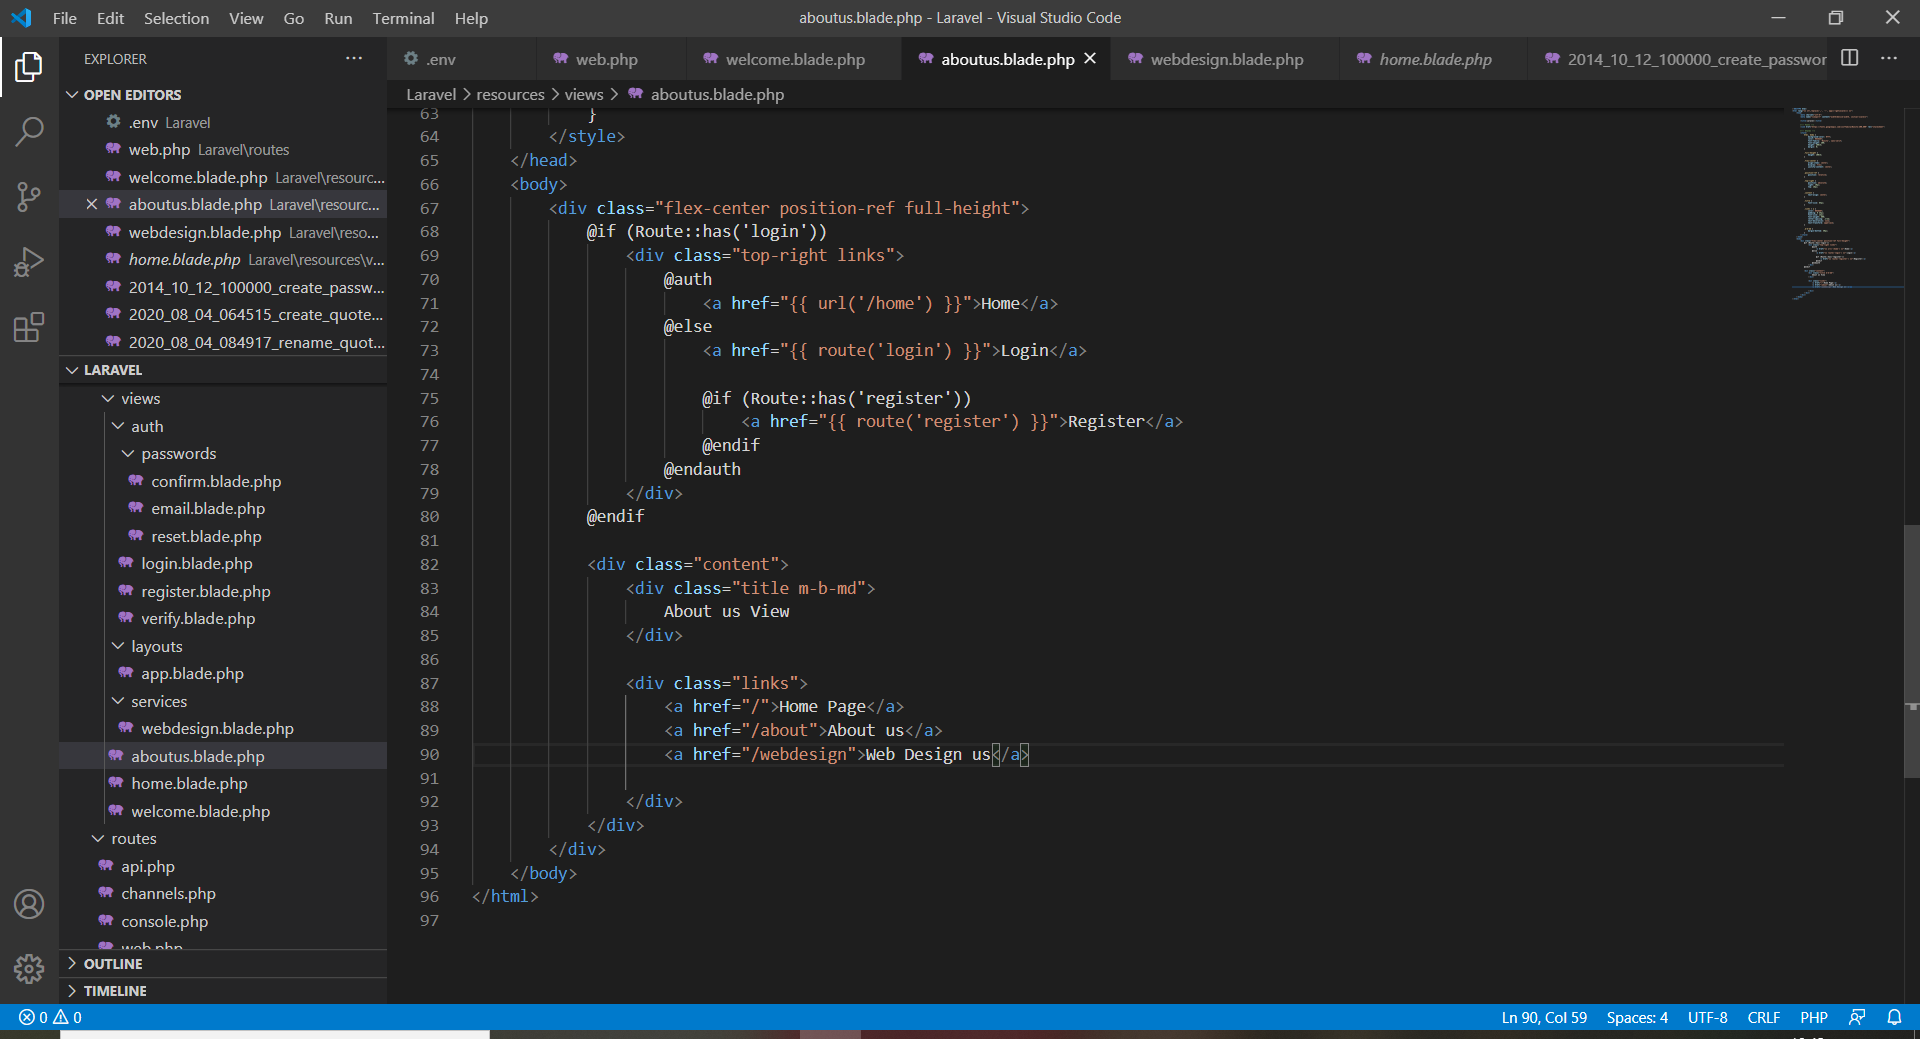 File Edit Selection View Go Run Terminal Help
aboutus.blade.php - Laravel - Visual Studio Code
EXPLORER
OPEN EDITORS
.env Laravel
web.php Laravel\routes
welcome.blade.php Laravel\resourc...
aboutus.blade.php Laravel\resourc...
webdesign.blade.php Laravel\reso...
home.blade.php Laravel\resources\v...
2014_10_12_100000_create_passw...
2020_08_04_064515_create_quote...
2020_08_04_084917_rename_quot...
LARAVEL
views
auth
passwords
confirm.blade.php
email.blade.php
reset.blade.php
login.blade.php
register.blade.php
verify.blade.php
layouts
app.blade.php
services
webdesign.blade.php
aboutus.blade.php
home.blade.php
welcome.blade.php
routes
api.php
channels.php
console.php
web.php
OUTLINE
TIMELINE
.env web.php welcome.blade.php aboutus.blade.php webdesign.blade.php home.blade.php 2014_10_12_100000_create_passwor
Laravel > resources > views > aboutus.blade.php
63 }
64 </style>
65 </head>
66 <body>
67 <div class="flex-center position-ref full-height">
68 @if (Route::has('login'))
69 <div class="top-right links">
70 @auth
71 <a href="{{ url('/home') }}">Home</a>
72 @else
73 <a href="{{ route('login') }}">Login</a>
74
75 @if (Route::has('register'))
76 <a href="{{ route('register') }}">Register</a>
77 @endif
78 @endauth
79 </div>
80 @endif
81
82 <div class="content">
83 <div class="title m-b-md">
84 About us View
85 </div>
86
87 <div class="links">
88 <a href="/">Home Page</a>
89 <a href="/about">About us</a>
90 <a href="/webdesign">Web Design us</a>
91
92 </div>
93 </div>
94 </div>
95 </body>
96 </html>
97
0 0
Ln 90, Col 59 Spaces: 4 UTF-8 CRLF PHP